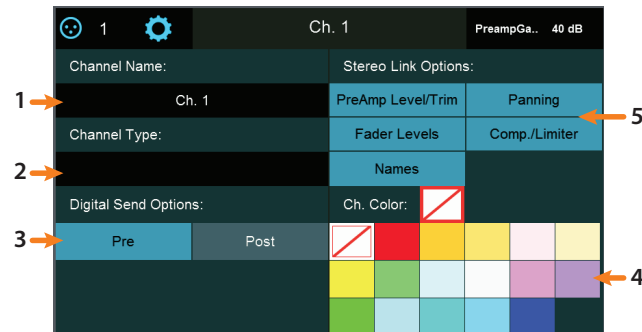 1 Ch. 1 PreampGa.. 40 dB
Channel Name:
Stereo Link Options:
1
Ch. 1
PreAmp Level/Trim
Panning
5
Channel Type:
Fader Levels
Comp./Limiter
2
Names
Digital Send Options:
Ch. Color:
3
Pre
Post
4